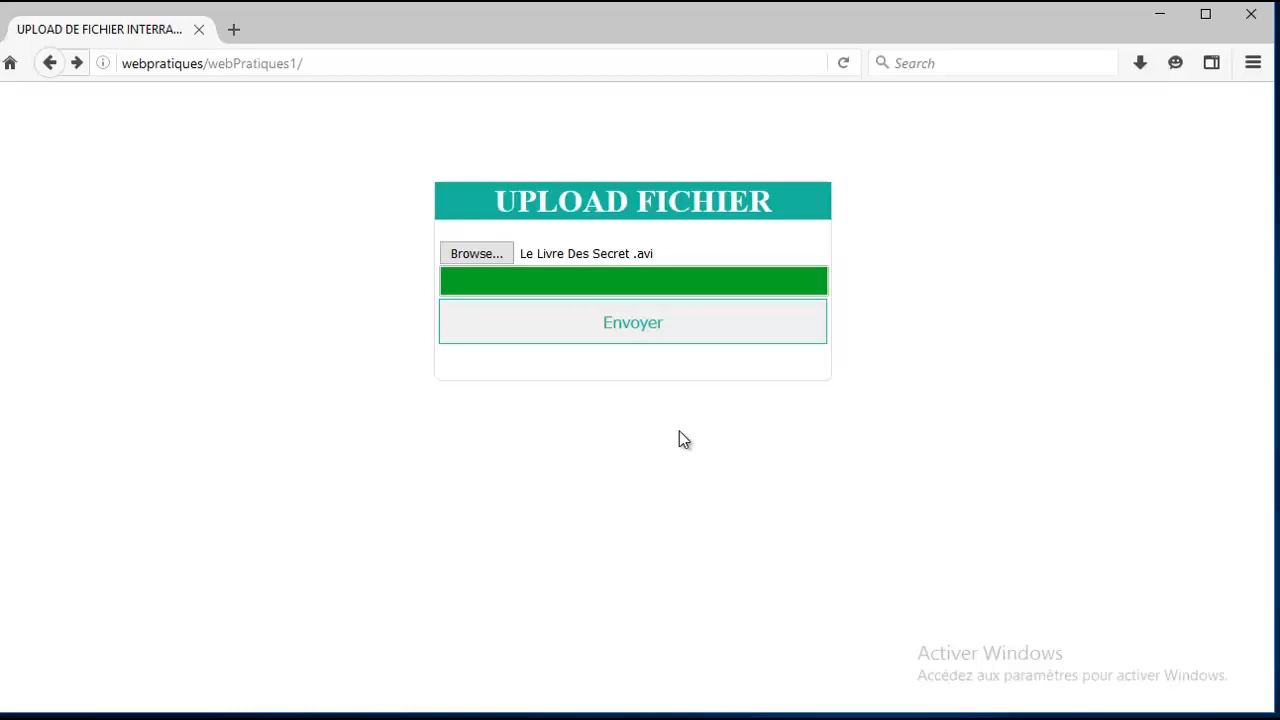 UPLOAD DE FICHIER INTERRA...
webpratiques/webPratiques1/
Search
UPLOAD FICHIER
Browse... Le Livre Des Secret .avi
Envoyer
Activer Windows
Accédez aux paramètres pour activer Windows.